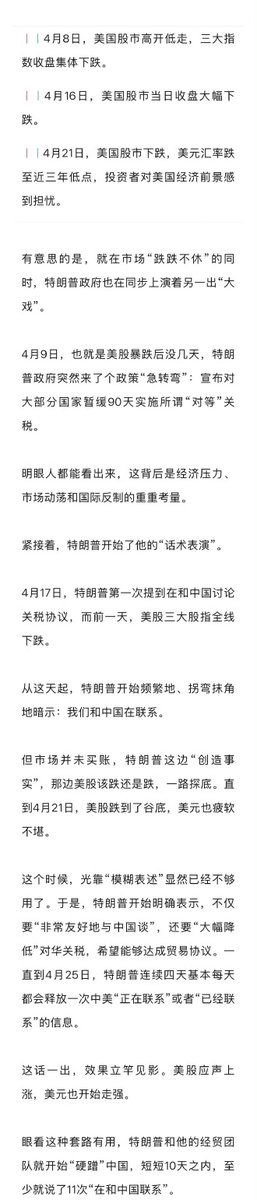 ||4月8日，美国股市高开低走，三大指
数收盘集体下跌。
||4月16日，美国股市当日收盘大幅下
跌。
||4月21日，美国股市下跌，美元汇率跌
至近三年低点，投资者对美国经济前景感
到担忧。
有意思的是，就在市场“跌跌不休”的同
时，特朗普政府也在同步上演着另一出“大
戏”。
4月9日，也就是美股暴跌后没几天，特朗
普政府突然来了个政策“急转弯”：宣布对
大部分国家暂缓90天实施所谓“对等”关
税。
明眼人都能看出来，这背后是经济压力、
市场动荡和国际反制的重重考量。
紧接着，特朗普开始了他的“话术表演”。
4月17日，特朗普第一次提到在和中国讨论
关税协议，而前一天，美股三大股指全线
下跌。
从这天起，特朗普开始频繁地、拐弯抹角
地暗示：我们和中国在联系。
但市场并未买账，特朗普这边“创造事
实”，那边美股该跌还是跌，一路探底。直
到4月21日，美股跌到了谷底，美元也疲软
不堪。
这个时候，光靠“模糊表述”显然已经不够
用了。于是，特朗普开始明确表示，不仅
要“非常友好地与中国谈”，还要“大幅降
低”对华关税，希望能够达成贸易协议。一
直到4月25日，特朗普连续四天基本每天
都会释放一次中美“正在联系”或者“已经联
系”的信息。
这话一出，效果立竿见影。美股应声上
涨，美元也开始走强。
眼看这种套路有用，特朗普和他的经贸团
队就开始“硬蹭”中国，短短10天之内，至
少就说了11次“在和中国联系”。